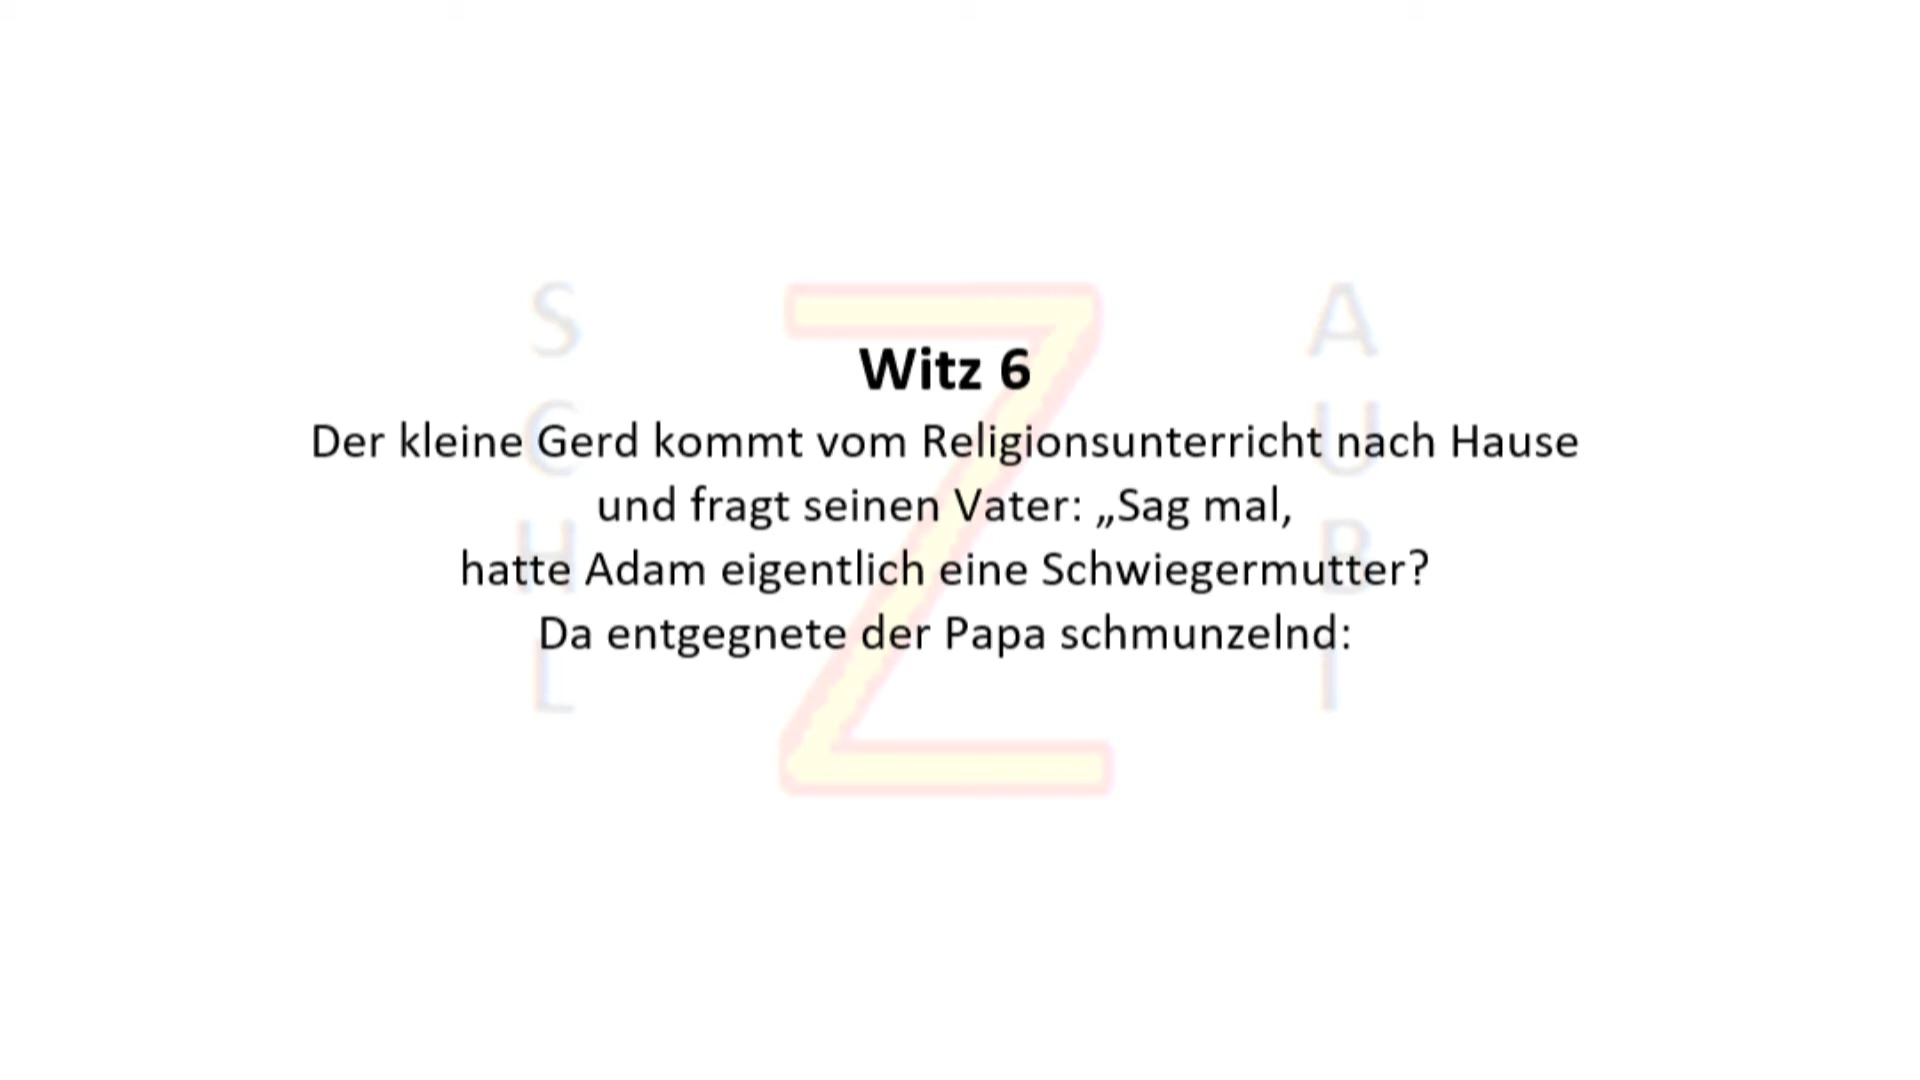 Witz 6
Der kleine Gerd kommt vom Religionsunterricht nach Hause
und fragt seinen Vater: „Sag mal,
hatte Adam eigentlich eine Schwiegermutter?
Da entgegnete der Papa schmunzelnd:
S
C
H
L
Z
A
U
B
I